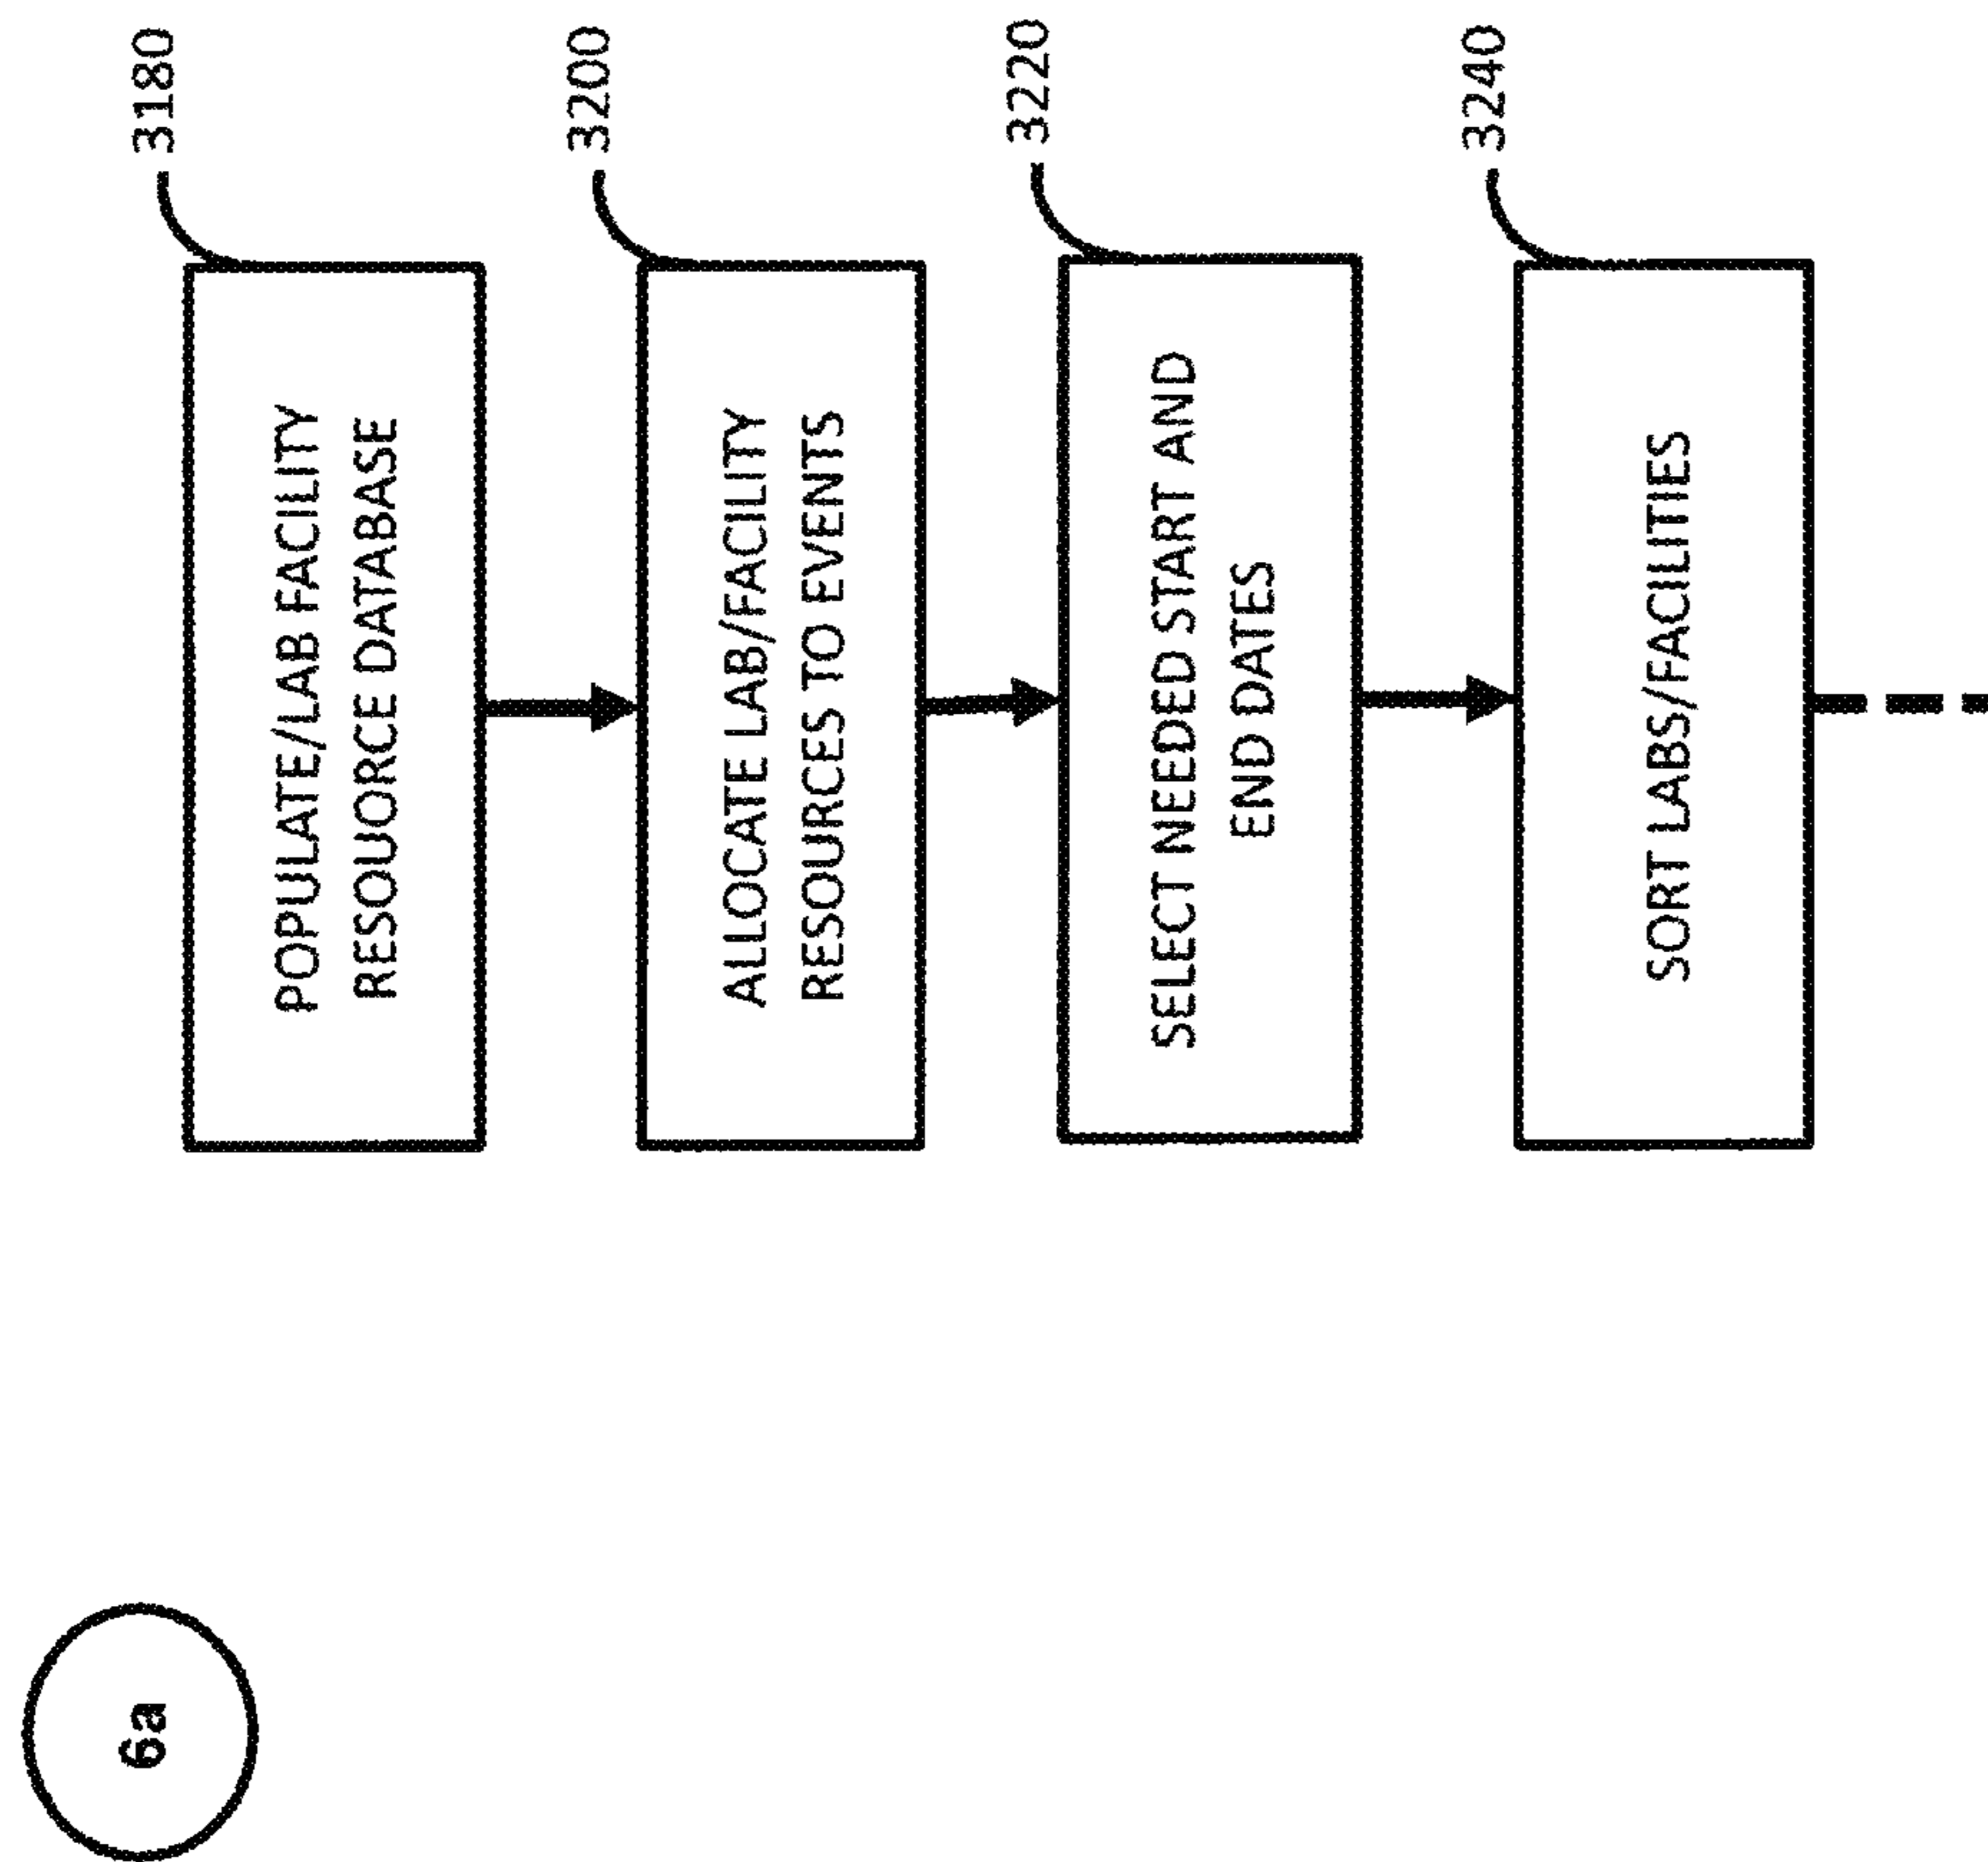 6a
3180
POPULATE/LAB FACILITY
RESOUORCE DATABASE
3200
ALLOCATE LAB/FACILITY
RESOURCES TO EVENTS
3220
SELECT NEEDED START AND
END DATES
3240
SORT LABS/FACILITIES